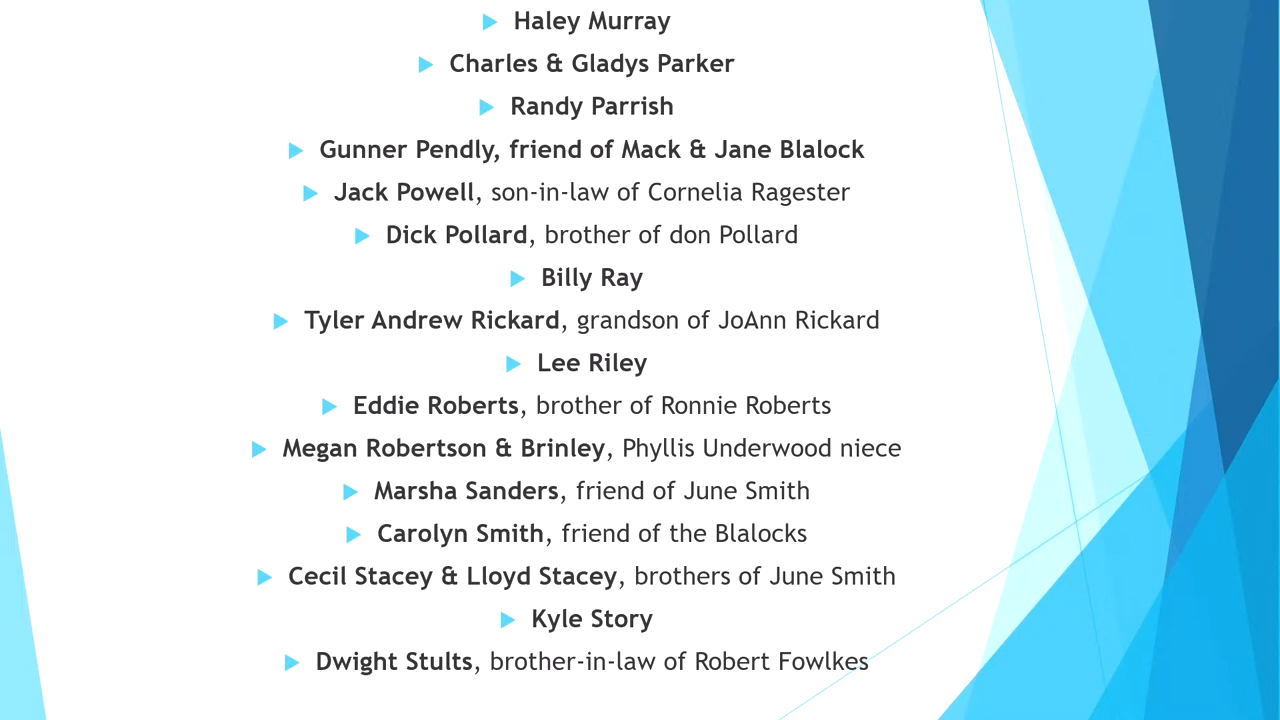 Haley Murray
Charles & Gladys Parker
Randy Parrish
Gunner Pendly, friend of Mack & Jane Blalock
Jack Powell, son-in-law of Cornelia Ragester
Dick Pollard, brother of don Pollard
Billy Ray
Tyler Andrew Rickard, grandson of JoAnn Rickard
Lee Riley
Eddie Roberts, brother of Ronnie Roberts
Megan Robertson & Brinley, Phyllis Underwood niece
Marsha Sanders, friend of June Smith
Carolyn Smith, friend of the Blalocks
Cecil Stacey & Lloyd Stacey, brothers of June Smith
Kyle Story
Dwight Stults, brother-in-law of Robert Fowlkes